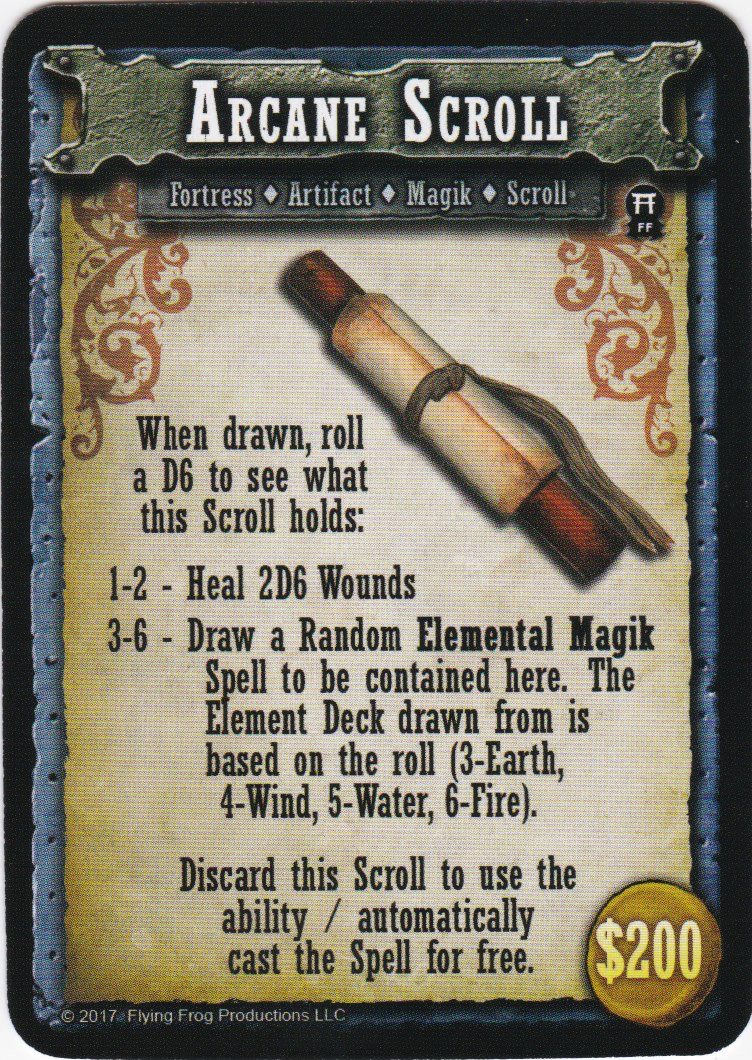 Arcane Scroll
Fortress ♦ Artifact ♦ Magik ♦ Scroll
FF
When drawn, roll
a D6 to see what
this Scroll holds:
1-2 - Heal 2D6 Wounds
3-6 - Draw a Random Elemental Magik
Spell to be contained here. The
Element Deck drawn from is
based on the roll (3-Earth,
4-Wind, 5-Water, 6-Fire).
Discard this Scroll to use the
ability / automatically
cast the Spell for free.
$200
© 2017 Flying Frog Productions LLC